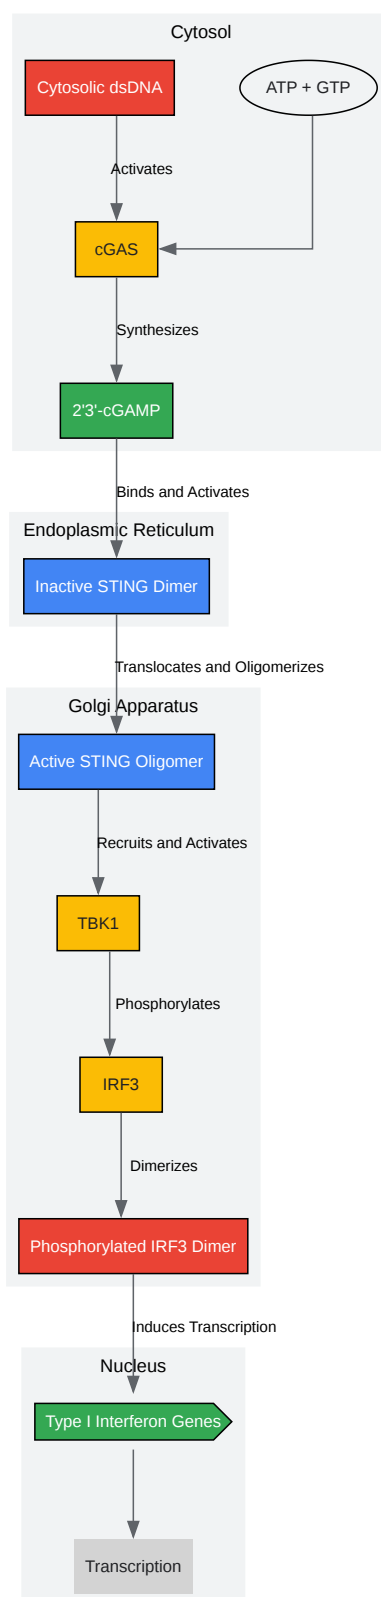 Cytosol
Cytosolic dsDNA
ATP + GTP
Activates
cGAS
Synthesizes
2'3'-cGAMP
Binds and Activates
Endoplasmic Reticulum
Inactive STING Dimer
Translocates and Oligomerizes
Golgi Apparatus
Active STING Oligomer
Recruits and Activates
TBK1
Phosphorylates
IRF3
Dimerizes
Phosphorylated IRF3 Dimer
Induces Transcription
Nucleus
Type I Interferon Genes
Transcription